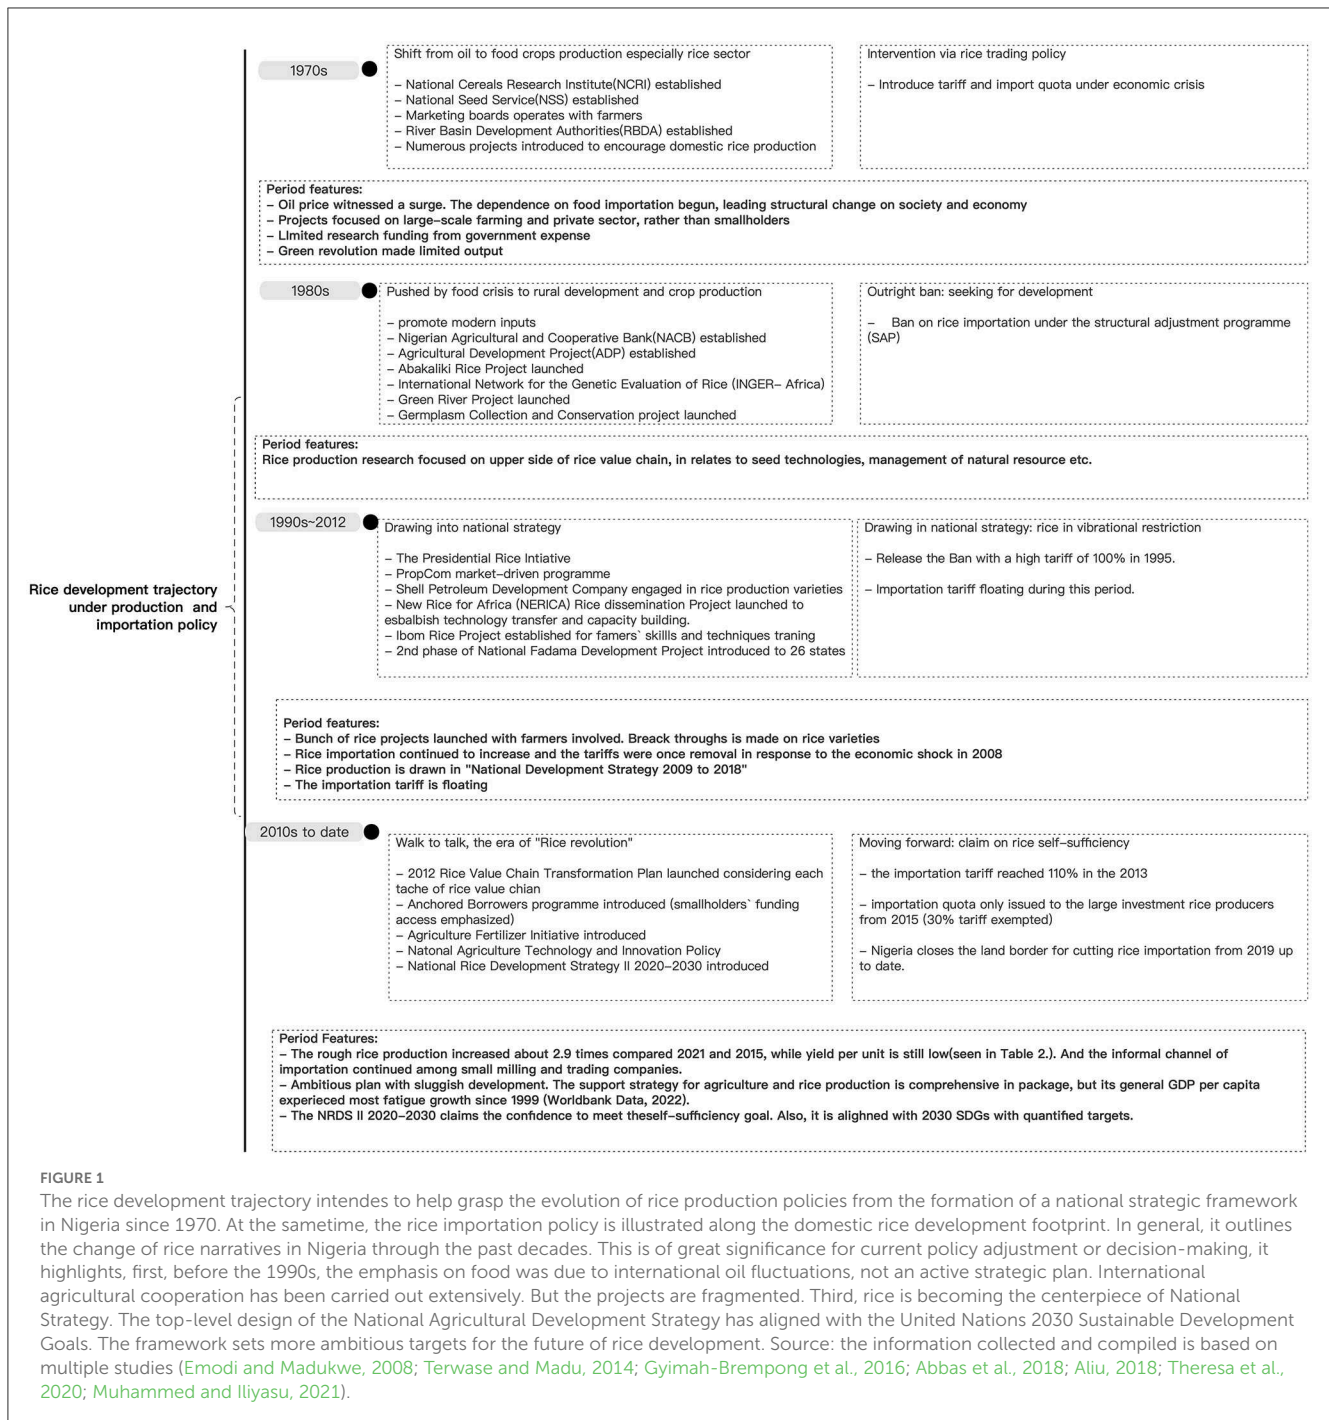 Rice development trajectory
under production and
importation policy
1970s
Shift from oil to food crops production especially rice sector
– National Cereals Research Institute(NCRI) established
– National Seed Service(NSS) established
– Marketing boards operates with farmers
– River Basin Development Authorities(RBDA) established
– Numerous projects introduced to encourage domestic rice production
Intervention via rice trading policy
– Introduce tariff and import quota under economic crisis
Period features:
– Oil price witnessed a surge. The dependence on food importation begun, leading structural change on society and economy
– Projects focused on large–scale farming and private sector, rather than smallholders
– LImited research funding from government expense
– Green revolution made limited output
1980s
Pushed by food crisis to rural development and crop production
– promote modern inputs
– Nigerian Agricultural and Cooperative Bank(NACB) established
– Agricultural Development Project(ADP) established
– Abakaliki Rice Project launched
– International Network for the Genetic Evaluation of Rice (INGER– Africa)
– Green River Project launched
– Germplasm Collection and Conservation project launched
Outright ban: seeking for development
– Ban on rice importation under the structural adjustment programme
(SAP)
Period features:
Rice production research focused on upper side of rice value chain, in relates to seed technologies, management of natural resource etc.
1990s~2012
Drawing into national strategy
– The Presidential Rice Intiative
– PropCom market–driven programme
– Shell Petroleum Development Company engaged in rice production varieties
– New Rice for Africa (NERICA) Rice dissemination Project launched to
esbalbish technology transfer and capacity building.
– Ibom Rice Project established for famers` skillls and techniques traning
– 2nd phase of National Fadama Development Project introduced to 26 states
Drawing in national strategy: rice in vibrational restriction
– Release the Ban with a high tariff of 100% in 1995.
– Importation tariff floating during this period.
Period features:
– Bunch of rice projects launched with farmers involved. Breack throughs is made on rice varieties
– Rice importation continued to increase and the tariffs were once removal in response to the economic shock in 2008
– Rice production is drawn in "National Development Strategy 2009 to 2018"
– The importation tariff is floating
2010s to date
Walk to talk, the era of "Rice revolution"
– 2012 Rice Value Chain Transformation Plan launched considering each
tache of rice value chian
– Anchored Borrowers programme introduced (smallholders` funding
access emphasized)
– Agriculture Fertilizer Initiative introduced
– Natonal Agriculture Technology and Innovation Policy
– National Rice Development Strategy II 2020–2030 introduced
Moving forward: claim on rice self–sufficiency
– the importation tariff reached 110% in the 2013
– importation quota only issued to the large investment rice producers
from 2015 (30% tariff exempted)
– Nigeria closes the land border for cutting rice importation from 2019 up
to date.
Period Features:
– The rough rice production increased about 2.9 times compared 2021 and 2015, while yield per unit is still low(seen in Table 2.). And the informal channel of
importation continued among small milling and trading companies.
– Ambitious plan with sluggish development. The support strategy for agriculture and rice production is comprehensive in package, but its general GDP per capita
experieced most fatigue growth since 1999 (Worldbank Data, 2022).
– The NRDS II 2020–2030 claims the confidence to meet theself–sufficiency goal. Also, it is alighned with 2030 SDGs with quantified targets.
FIGURE 1
The rice development trajectory intendes to help grasp the evolution of rice production policies from the formation of a national strategic framework
in Nigeria since 1970. At the sametime, the rice importation policy is illustrated along the domestic rice development footprint. In general, it outlines
the change of rice narratives in Nigeria through the past decades. This is of great significance for current policy adjustment or decision-making, it
highlights, first, before the 1990s, the emphasis on food was due to international oil fluctuations, not an active strategic plan. International
agricultural cooperation has been carried out extensively. But the projects are fragmented. Third, rice is becoming the centerpiece of National
Strategy. The top-level design of the National Agricultural Development Strategy has aligned with the United Nations 2030 Sustainable Development
Goals. The framework sets more ambitious targets for the future of rice development. Source: the information collected and compiled is based on
multiple studies (Emodi and Madukwe, 2008; Terwase and Madu, 2014; Gyimah-Brempong et al., 2016; Abbas et al., 2018; Aliu, 2018; Theresa et al.,
2020; Muhammed and Iliyasu, 2021).